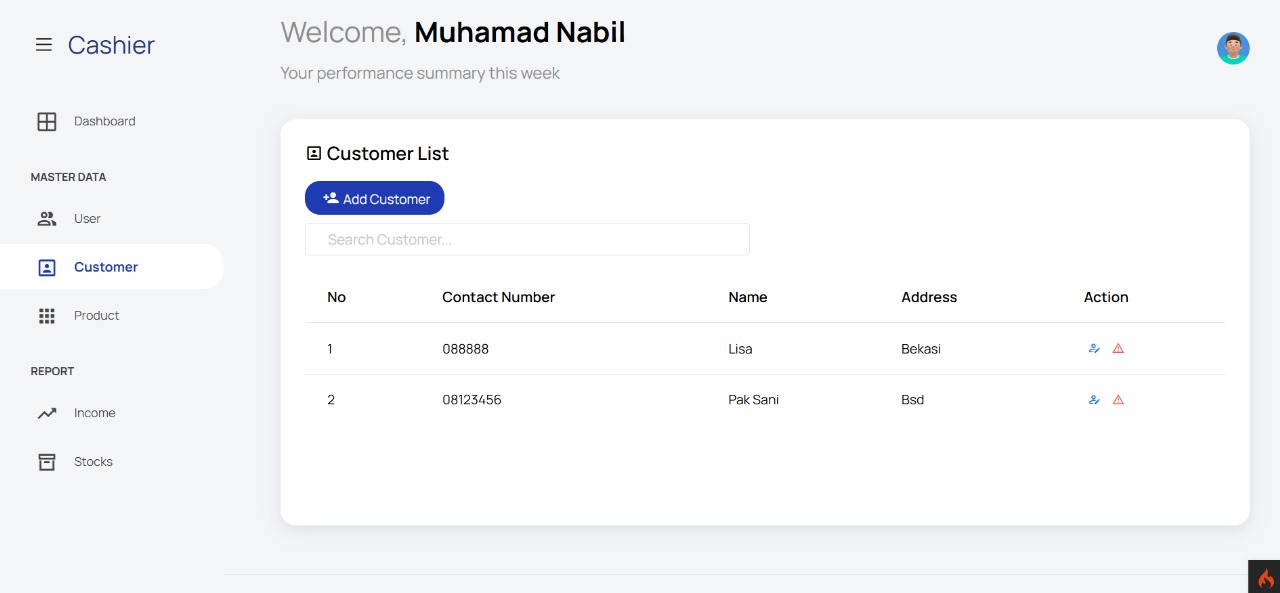 Cashier
Welcome, Muhamad Nabil
Your performance summary this week
Dashboard
MASTER DATA
User
Customer
Product
REPORT
Income
Stocks
Customer List
Add Customer
Search Customer...
No Contact Number Name Address Action
1 088888 Lisa Bekasi
2 08123456 Pak Sani Bsd